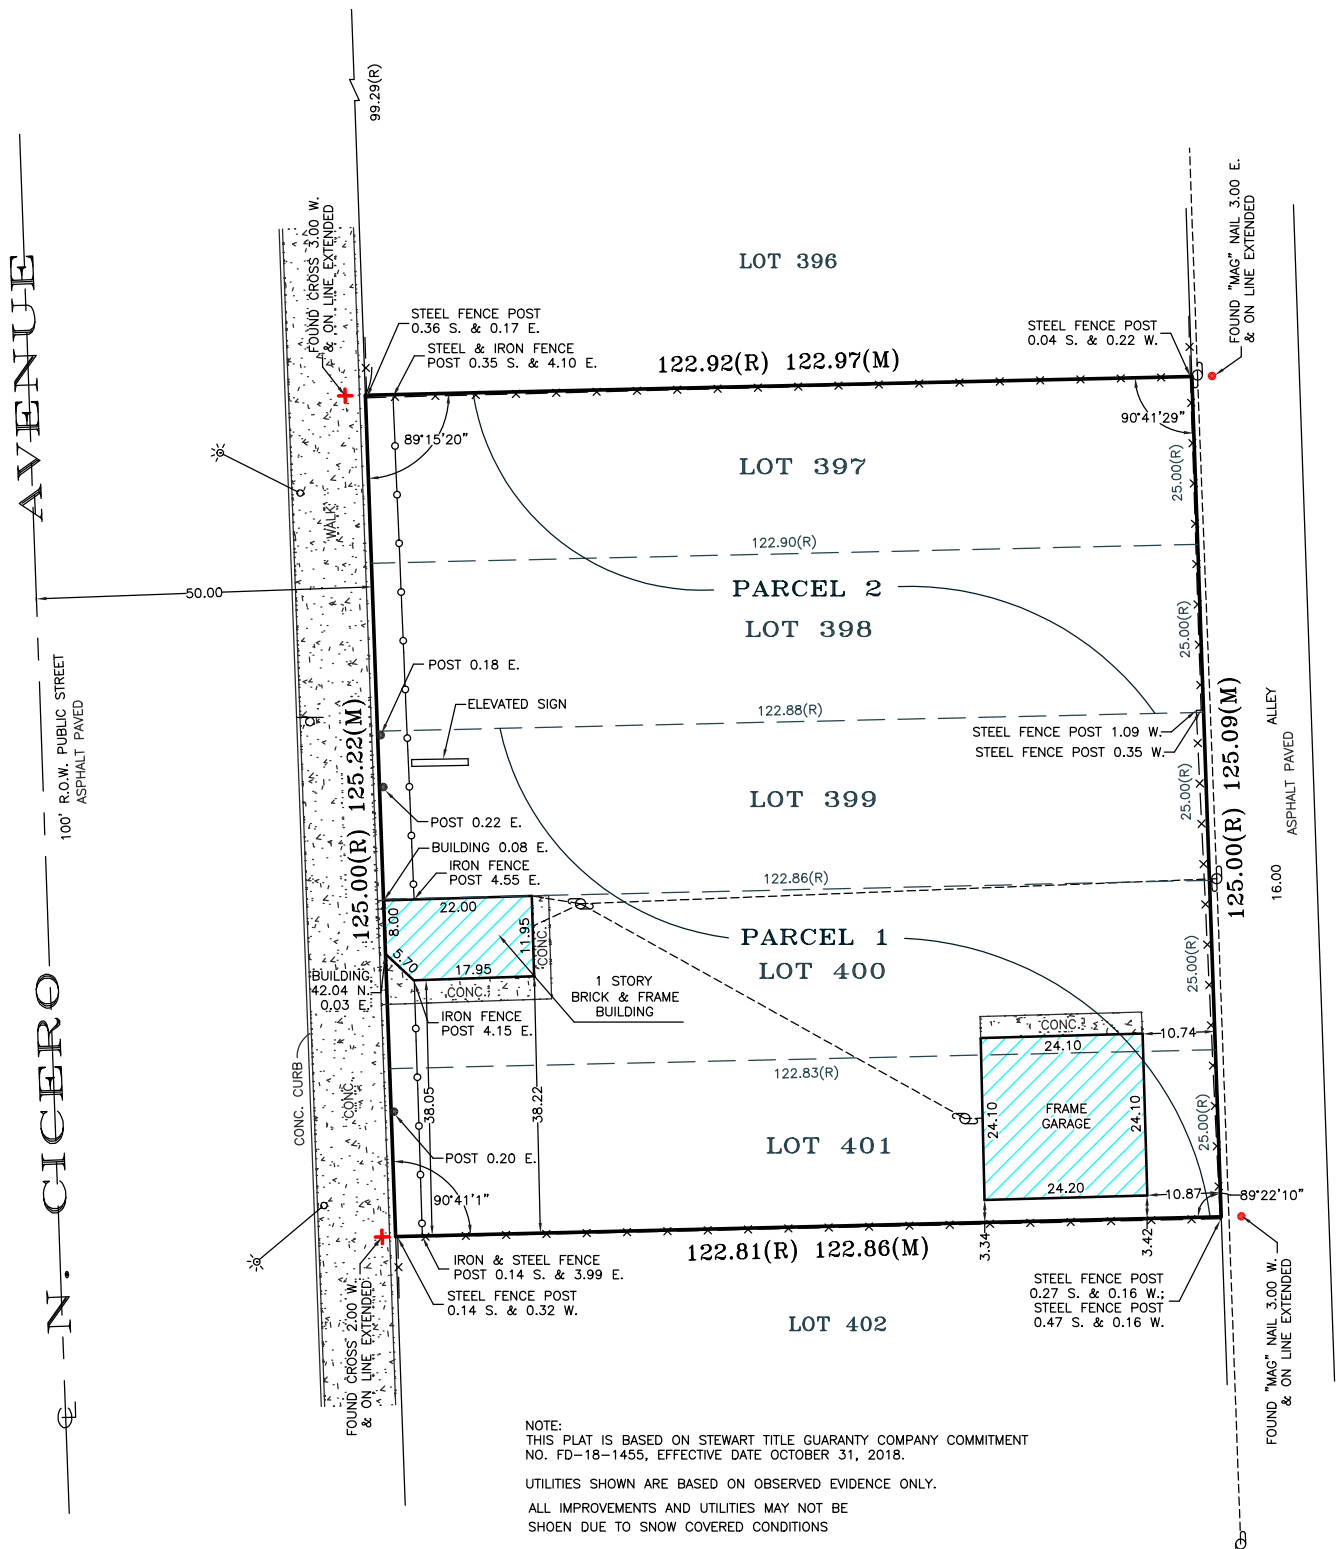 99.29(R)
FOUND CROSS 3.00 W.
& ON LINE EXTENDED
FOUND "MAG" NAIL 3.00 E.
& ON LINE EXTENDED
LOT 396
STEEL FENCE POST
0.36 S. & 0.17 E.
STEEL & IRON FENCE
POST 0.35 S. & 4.10 E.
122.92(R) 122.97(M)
STEEL FENCE POST
0.04 S. & 0.22 W.
89°15'20"
90°41'29"
LOT 397
25.00(R)
WALK
122.90(R)
50.00
PARCEL 2
LOT 398
25.00(R)
POST 0.18 E.
ELEVATED SIGN
122.88(R)
STEEL FENCE POST 1.09 W.
STEEL FENCE POST 0.35 W.
100' R.O.W. PUBLIC STREET
ASPHALT PAVED
125.00(R) 125.22(M)
125.00(R) 125.09(M)
16.00 ALLEY
ASPHALT PAVED
LOT 399
25.00(R)
POST 0.22 E.
BUILDING 0.08 E.
IRON FENCE
POST 4.55 E.
122.86(R)
22.00
8.00
11.95
CONC.
5.70
17.95
CONC.
PARCEL 1
LOT 400
25.00(R)
BUILDING
42.04 N.
0.03 E.
1 STORY
BRICK & FRAME
BUILDING
IRON FENCE
POST 4.15 E.
CONC.
24.10
10.74
122.83(R)
CONC. CURB
CONC.
38.05
38.22
24.10
FRAME
GARAGE
24.10
25.00(R)
LOT 401
POST 0.20 E.
90°41'1"
24.20
10.87
89°22'10"
3.34
3.42
122.81(R) 122.86(M)
IRON & STEEL FENCE
POST 0.14 S. & 3.99 E.
STEEL FENCE POST
0.14 S. & 0.32 W.
STEEL FENCE POST
0.27 S. & 0.16 W.;
STEEL FENCE POST
0.47 S. & 0.16 W.
LOT 402
FOUND CROSS 2.00 W.
& ON LINE EXTENDED
FOUND "MAG" NAIL 3.00 W.
& ON LINE EXTENDED
℄ N. CICERO AVENUE
NOTE:
THIS PLAT IS BASED ON STEWART TITLE GUARANTY COMPANY COMMITMENT
NO. FD-18-1455, EFFECTIVE DATE OCTOBER 31, 2018.
UTILITIES SHOWN ARE BASED ON OBSERVED EVIDENCE ONLY.
ALL IMPROVEMENTS AND UTILITIES MAY NOT BE
SHOEN DUE TO SNOW COVERED CONDITIONS